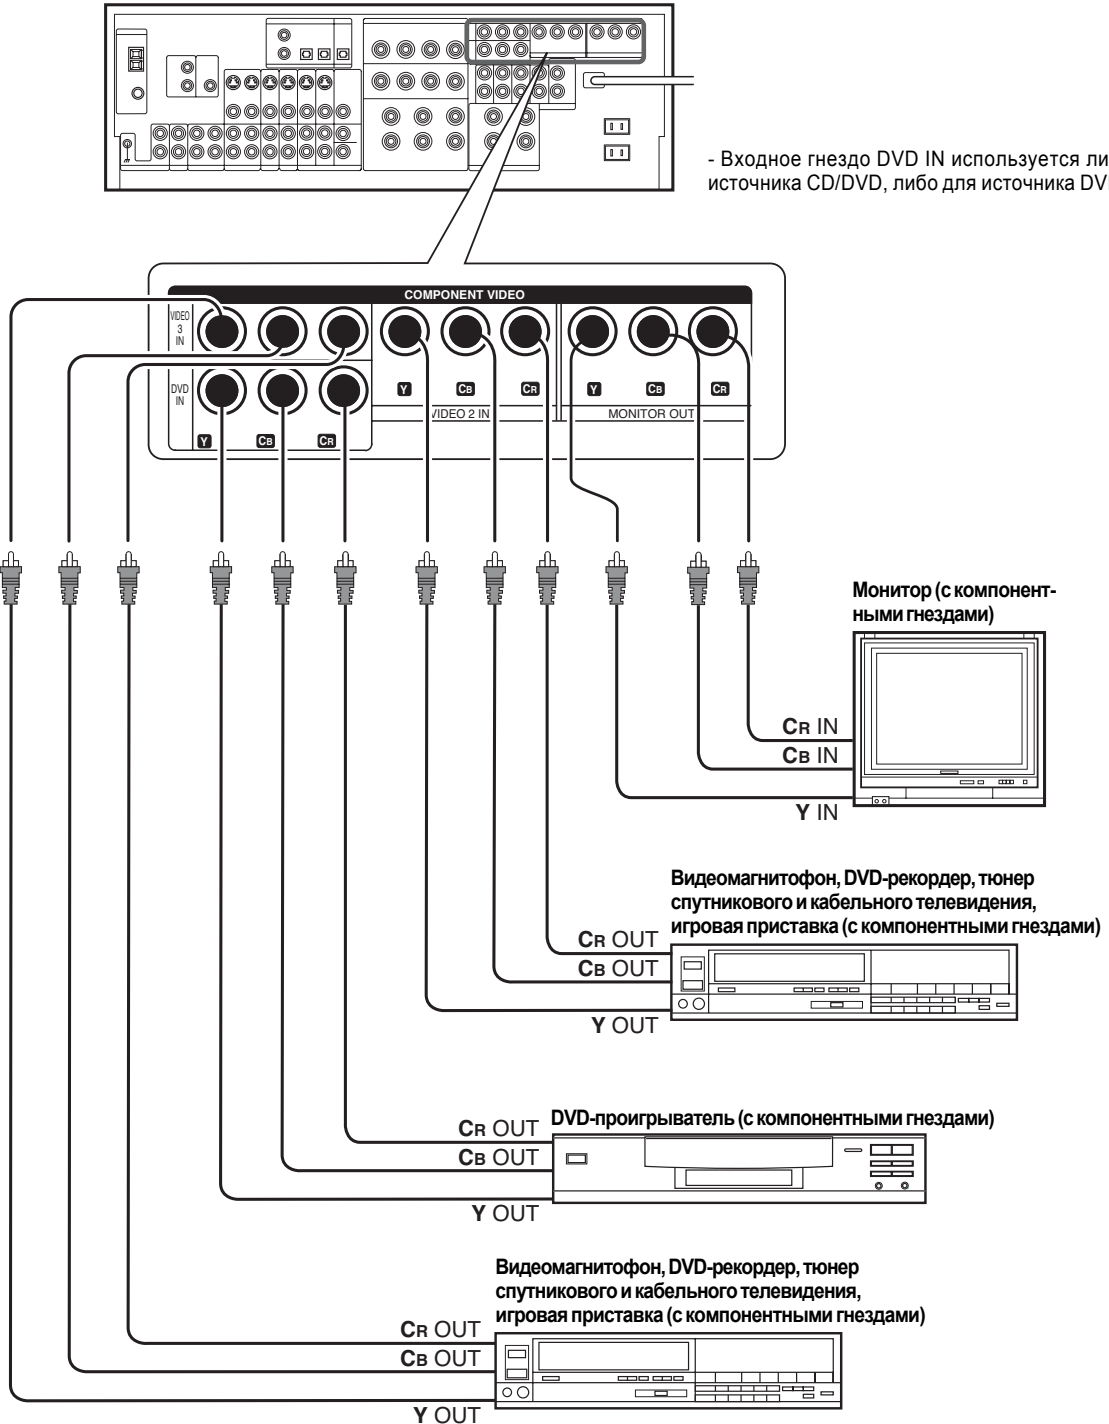 - Входное гнездо DVD IN используется
источника CD/DVD, либо для источника
COMPONENT VIDEO
VIDEO
3
IN
DVD
IN
Y CB CR
Y CB CR
VIDEO 2 IN
Y CB CR
MONITOR OUT
Монитор (с компонент-
ными гнездами)
CR IN
CB IN
Y IN
Видеомагнитофон, DVD-рекордер, тюнер
спутникового и кабельного телевидения,
игровая приставка (с компонентными гнездами)
CR OUT
CB OUT
Y OUT
DVD-проигрыватель (с компонентными гнездами)
CR OUT
CB OUT
Y OUT
Видеомагнитофон, DVD-рекордер, тюнер
спутникового и кабельного телевидения,
игровая приставка (с компонентными гнездами)
CR OUT
CB OUT
Y OUT